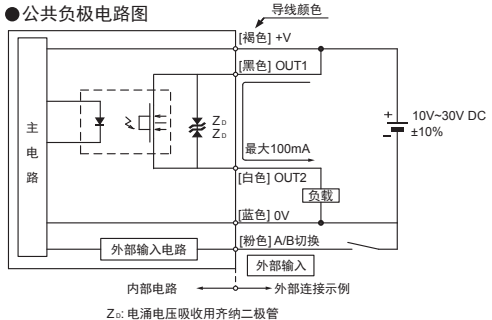 ●公共负极电路图
导线颜色
[褐色] +V
[黑色] OUT1
主电路
Z D
Z D
最大100mA
+
10V~30V DC
−
±10%
[白色] OUT2
负载
[蓝色] 0V
[粉色] A/B切换
外部输入电路
外部输入
内部电路
外部连接示例
Z D: 电涌电压吸收用齐纳二极管